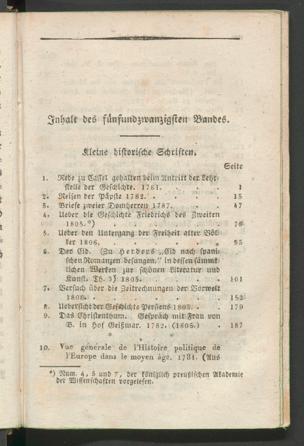 Inhalt des fünfundzwanzigsten Bandes.
Kleine historische Schriften.
Seite
1. Rede zu Cassel gehalten beim Antritt der Lehr-
stelle der Geschichte. 1781. . . . 1
2. Reisen der Päpste 1782. . . . 15
3. Briefe zweier Domherren 1787. . . . 47
4. Ueber die Geschichte Friedrichs des Zweiten
1805. *) . . . 76
5. Ueber den Untergang der Freiheit alter Völ-
ker 1806. . . . 95
6. Der Cid. (Zu Herders „Cid nach spani-
schen Romanzen besungen,“ in dessen sämmt-
lichen Werken zur schönen Literatur und
Kunst. Th. 3) 1805. . . . 101
7. Versuch über die Zeitrechnungen der Vorwelt
1806. . . . 152
8. Uebersicht der Geschichte Persiens 1805. . 179
9. Das Christenthum. Gespräch mit Frau von
B. in Hof Geißmar. 1782. (1805.) . 187
* * *
10. Vue générale de l'Histoire politique de
l'Europe dans le moyen âge. 1781. (Aus
*) Num. 4, 5 und 7, der königlich preußischen Akademie
der Wissenschaften vorgelesen.